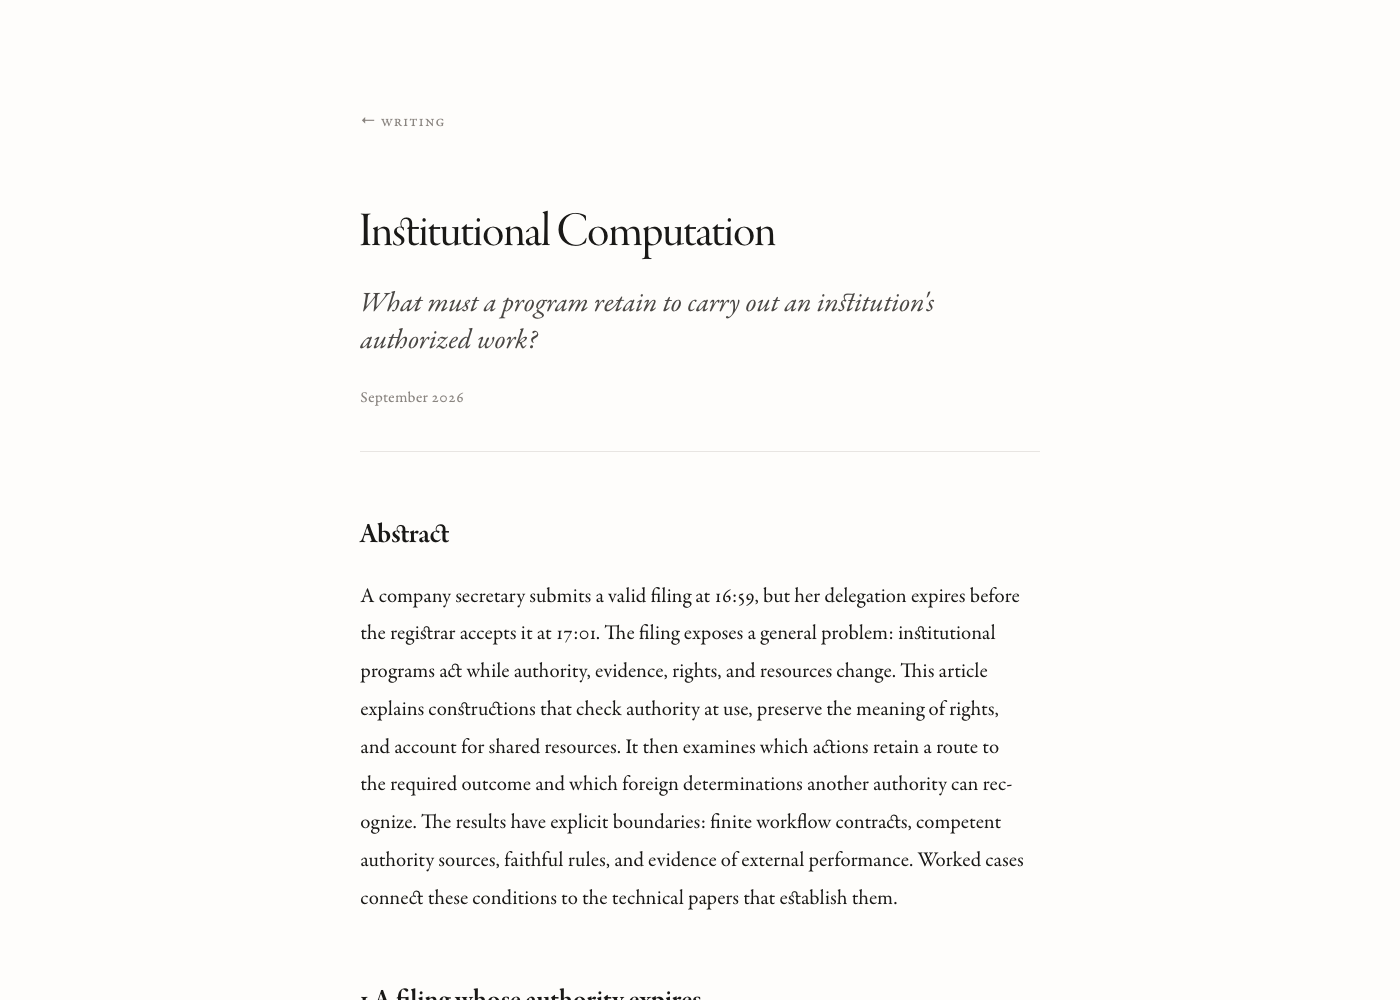 ← WRITING
Institutional Computation
What must a program retain to carry out an institution's
authorized work?
September 2026
Abstract
A company secretary submits a valid filing at 16:59, but her delegation expires before
the registrar accepts it at 17:01. The filing exposes a general problem: institutional
programs act while authority, evidence, rights, and resources change. This article
explains constructions that check authority at use, preserve the meaning of rights,
and account for shared resources. It then examines which actions retain a route to
the required outcome and which foreign determinations another authority can rec-
ognize. The results have explicit boundaries: finite workflow contracts, competent
authority sources, faithful rules, and evidence of external performance. Worked cases
connect these conditions to the technical papers that establish them.
1 A filing whose authority expires